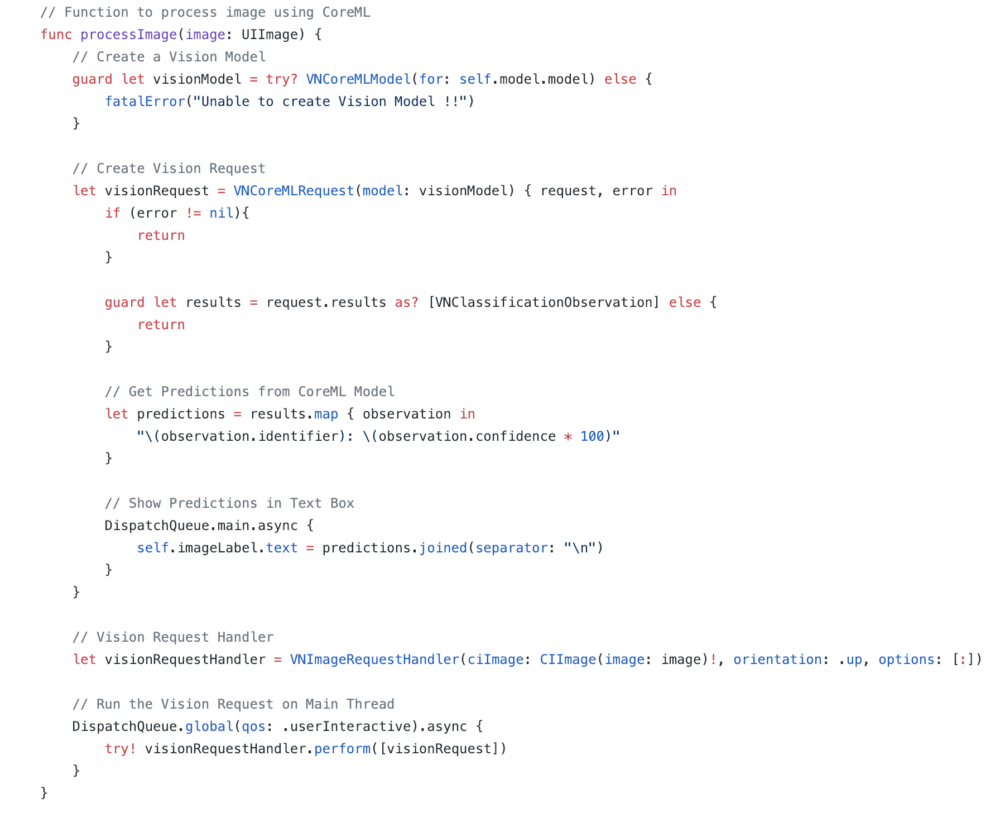 // Function to process image using CoreML
func processImage(image: UIImage) {
    // Create a Vision Model
    guard let visionModel = try? VNCoreMLModel(for: self.model.model) else {
        fatalError("Unable to create Vision Model !!")
    }

    // Create Vision Request
    let visionRequest = VNCoreMLRequest(model: visionModel) { request, error in
        if (error != nil){
            return
        }

        guard let results = request.results as? [VNClassificationObservation] else {
            return
        }

        // Get Predictions from CoreML Model
        let predictions = results.map { observation in
            "\(observation.identifier): \(observation.confidence * 100)"
        }

        // Show Predictions in Text Box
        DispatchQueue.main.async {
            self.imageLabel.text = predictions.joined(separator: "\n")
        }
    }

    // Vision Request Handler
    let visionRequestHandler = VNImageRequestHandler(ciImage: CIImage(image: image)!, orientation: .up, options: [:])

    // Run the Vision Request on Main Thread
    DispatchQueue.global(qos: .userInteractive).async {
        try! visionRequestHandler.perform([visionRequest])
    }
}